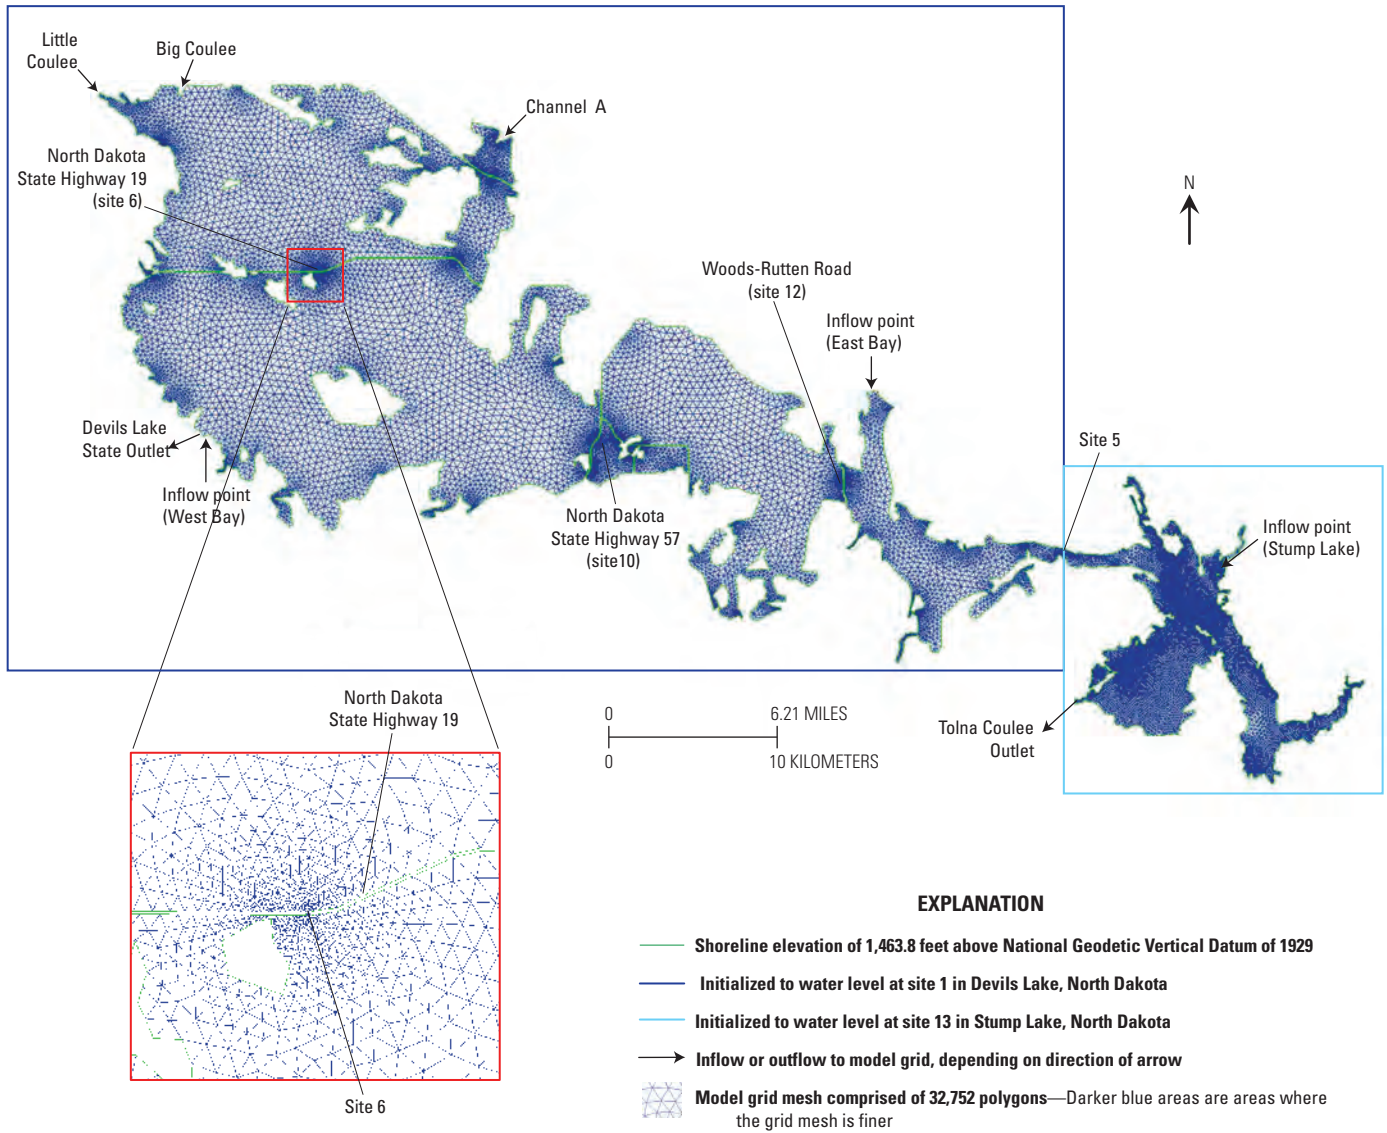 Little
Coulee
Big Coulee
Channel A
North Dakota
State Highway 19
(site 6)
N
Woods-Rutten Road
(site 12)
Inflow point
(East Bay)
Devils Lake
State Outlet
Site 5
Inflow point
(West Bay)
North Dakota
State Highway 57
(site10)
Inflow point
(Stump Lake)
North Dakota
State Highway 19
0 6.21 MILES
0 10 KILOMETERS
Tolna Coulee
Outlet
Site 6
EXPLANATION
Shoreline elevation of 1,463.8 feet above National Geodetic Vertical Datum of 1929
Initialized to water level at site 1 in Devils Lake, North Dakota
Initialized to water level at site 13 in Stump Lake, North Dakota
Inflow or outflow to model grid, depending on direction of arrow
Model grid mesh comprised of 32,752 polygons—Darker blue areas are areas where
the grid mesh is finer